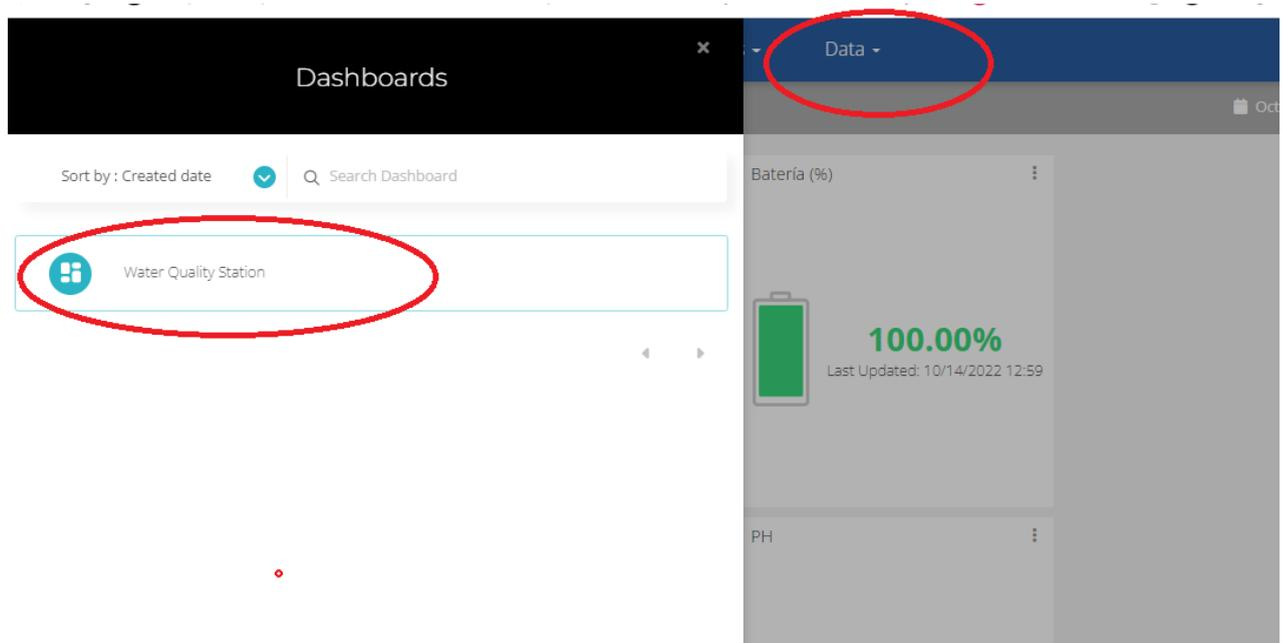 Dashboards
×
Data
Oct
Sort by : Created date
Search Dashboard
Water Quality Station
Batería (%)
100.00%
Last Updated: 10/14/2022 12:59
PH